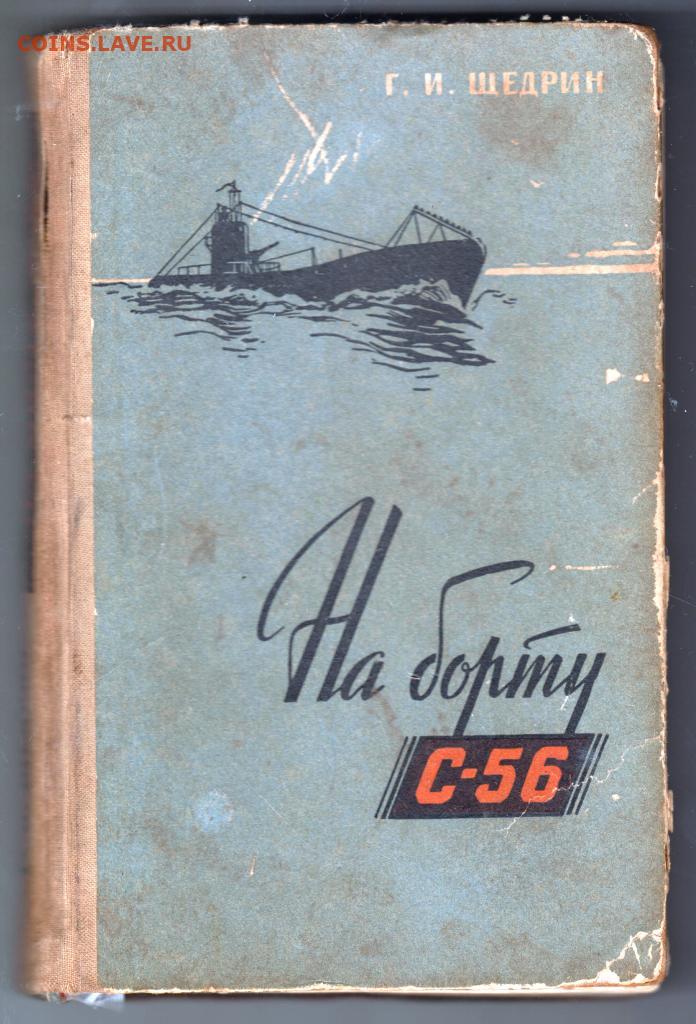 COINS.LAVE.RU
Г. И. ЩЕДРИН
На борту
С-56